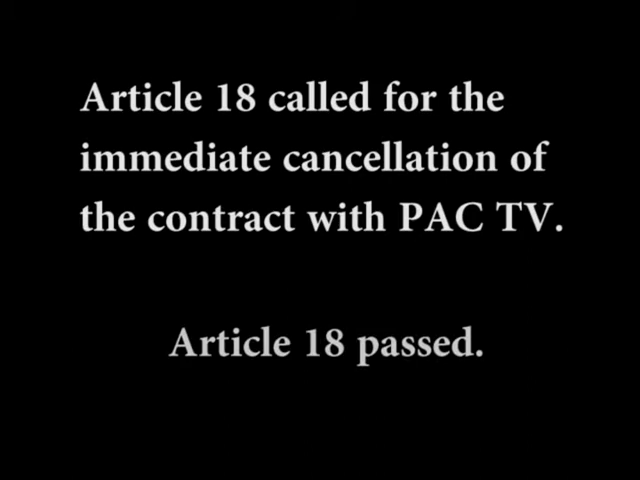 Article 18 called for the
immediate cancellation of
the contract with PAC TV.
Article 18 passed.